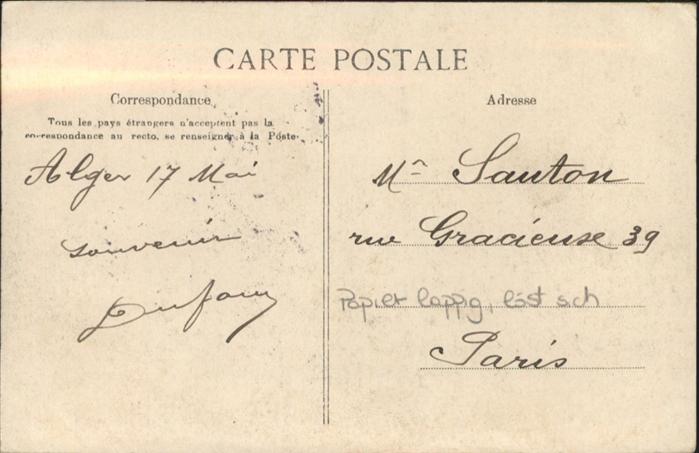 CARTE POSTALE
Correspondance
Tous les pays étrangers n'acceptent pas la
correspondance au recto, se renseigner à la Poste
Alger 17 Mai
souvenir
Dufour
Adresse
Mr Sauton
rue Gracieuse 39
Papier lappig, löst sich
Paris